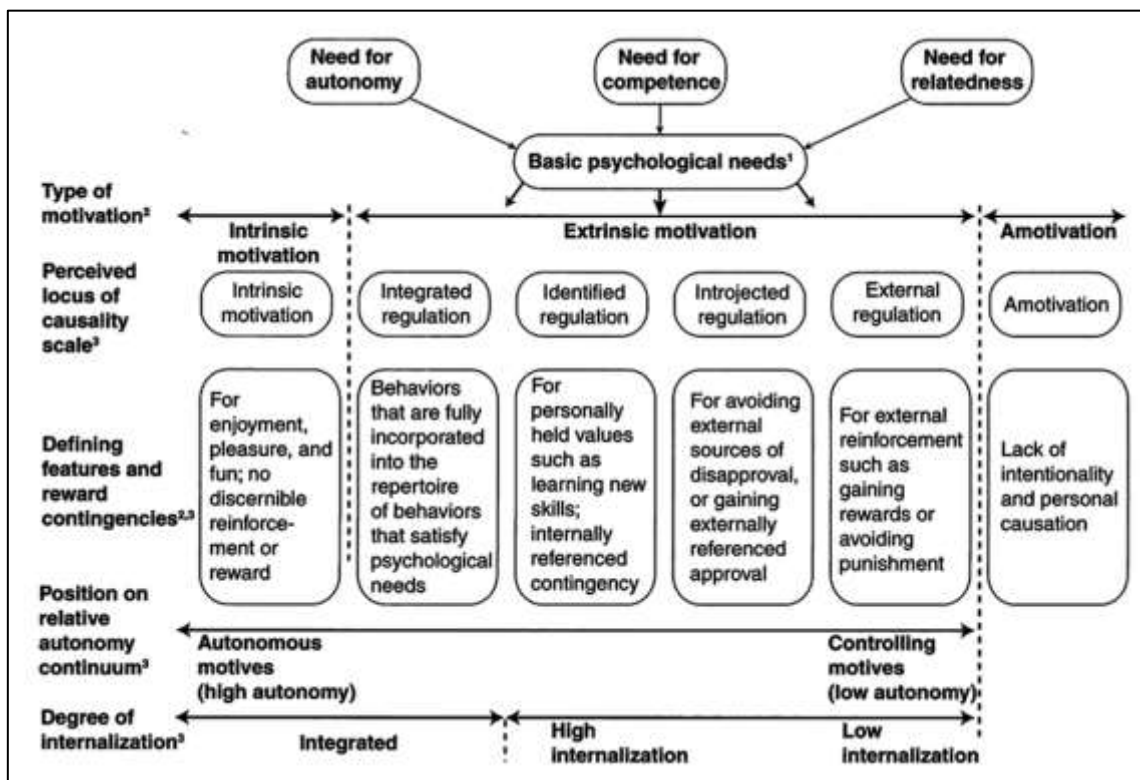 Need for
autonomy
Need for
competence
Need for
relatedness
Basic psychological needs¹
Type of
motivation²
Intrinsic
motivation
Extrinsic motivation
Amotivation
Perceived
locus of
causality
scale³
Intrinsic
motivation
Integrated
regulation
Identified
regulation
Introjected
regulation
External
regulation
Amotivation
Defining
features and
reward
contingencies²,³
For
enjoyment,
pleasure, and
fun; no
discernible
reinforce-
ment or
reward
Behaviors
that are fully
incorporated
into the
repertoire
of behaviors
that satisfy
psychological
needs
For
personally
held values
such as
learning new
skills;
internally
referenced
contingency
For avoiding
external
sources of
disapproval,
or gaining
externally
referenced
approval
For external
reinforcement
such as
gaining
rewards or
avoiding
punishment
Lack of
intentionality
and personal
causation
Position on
relative
autonomy
continuum³
Autonomous
motives
(high autonomy)
Controlling
motives
(low autonomy)
Degree of
internalization³
Integrated
High
internalization
Low
internalization